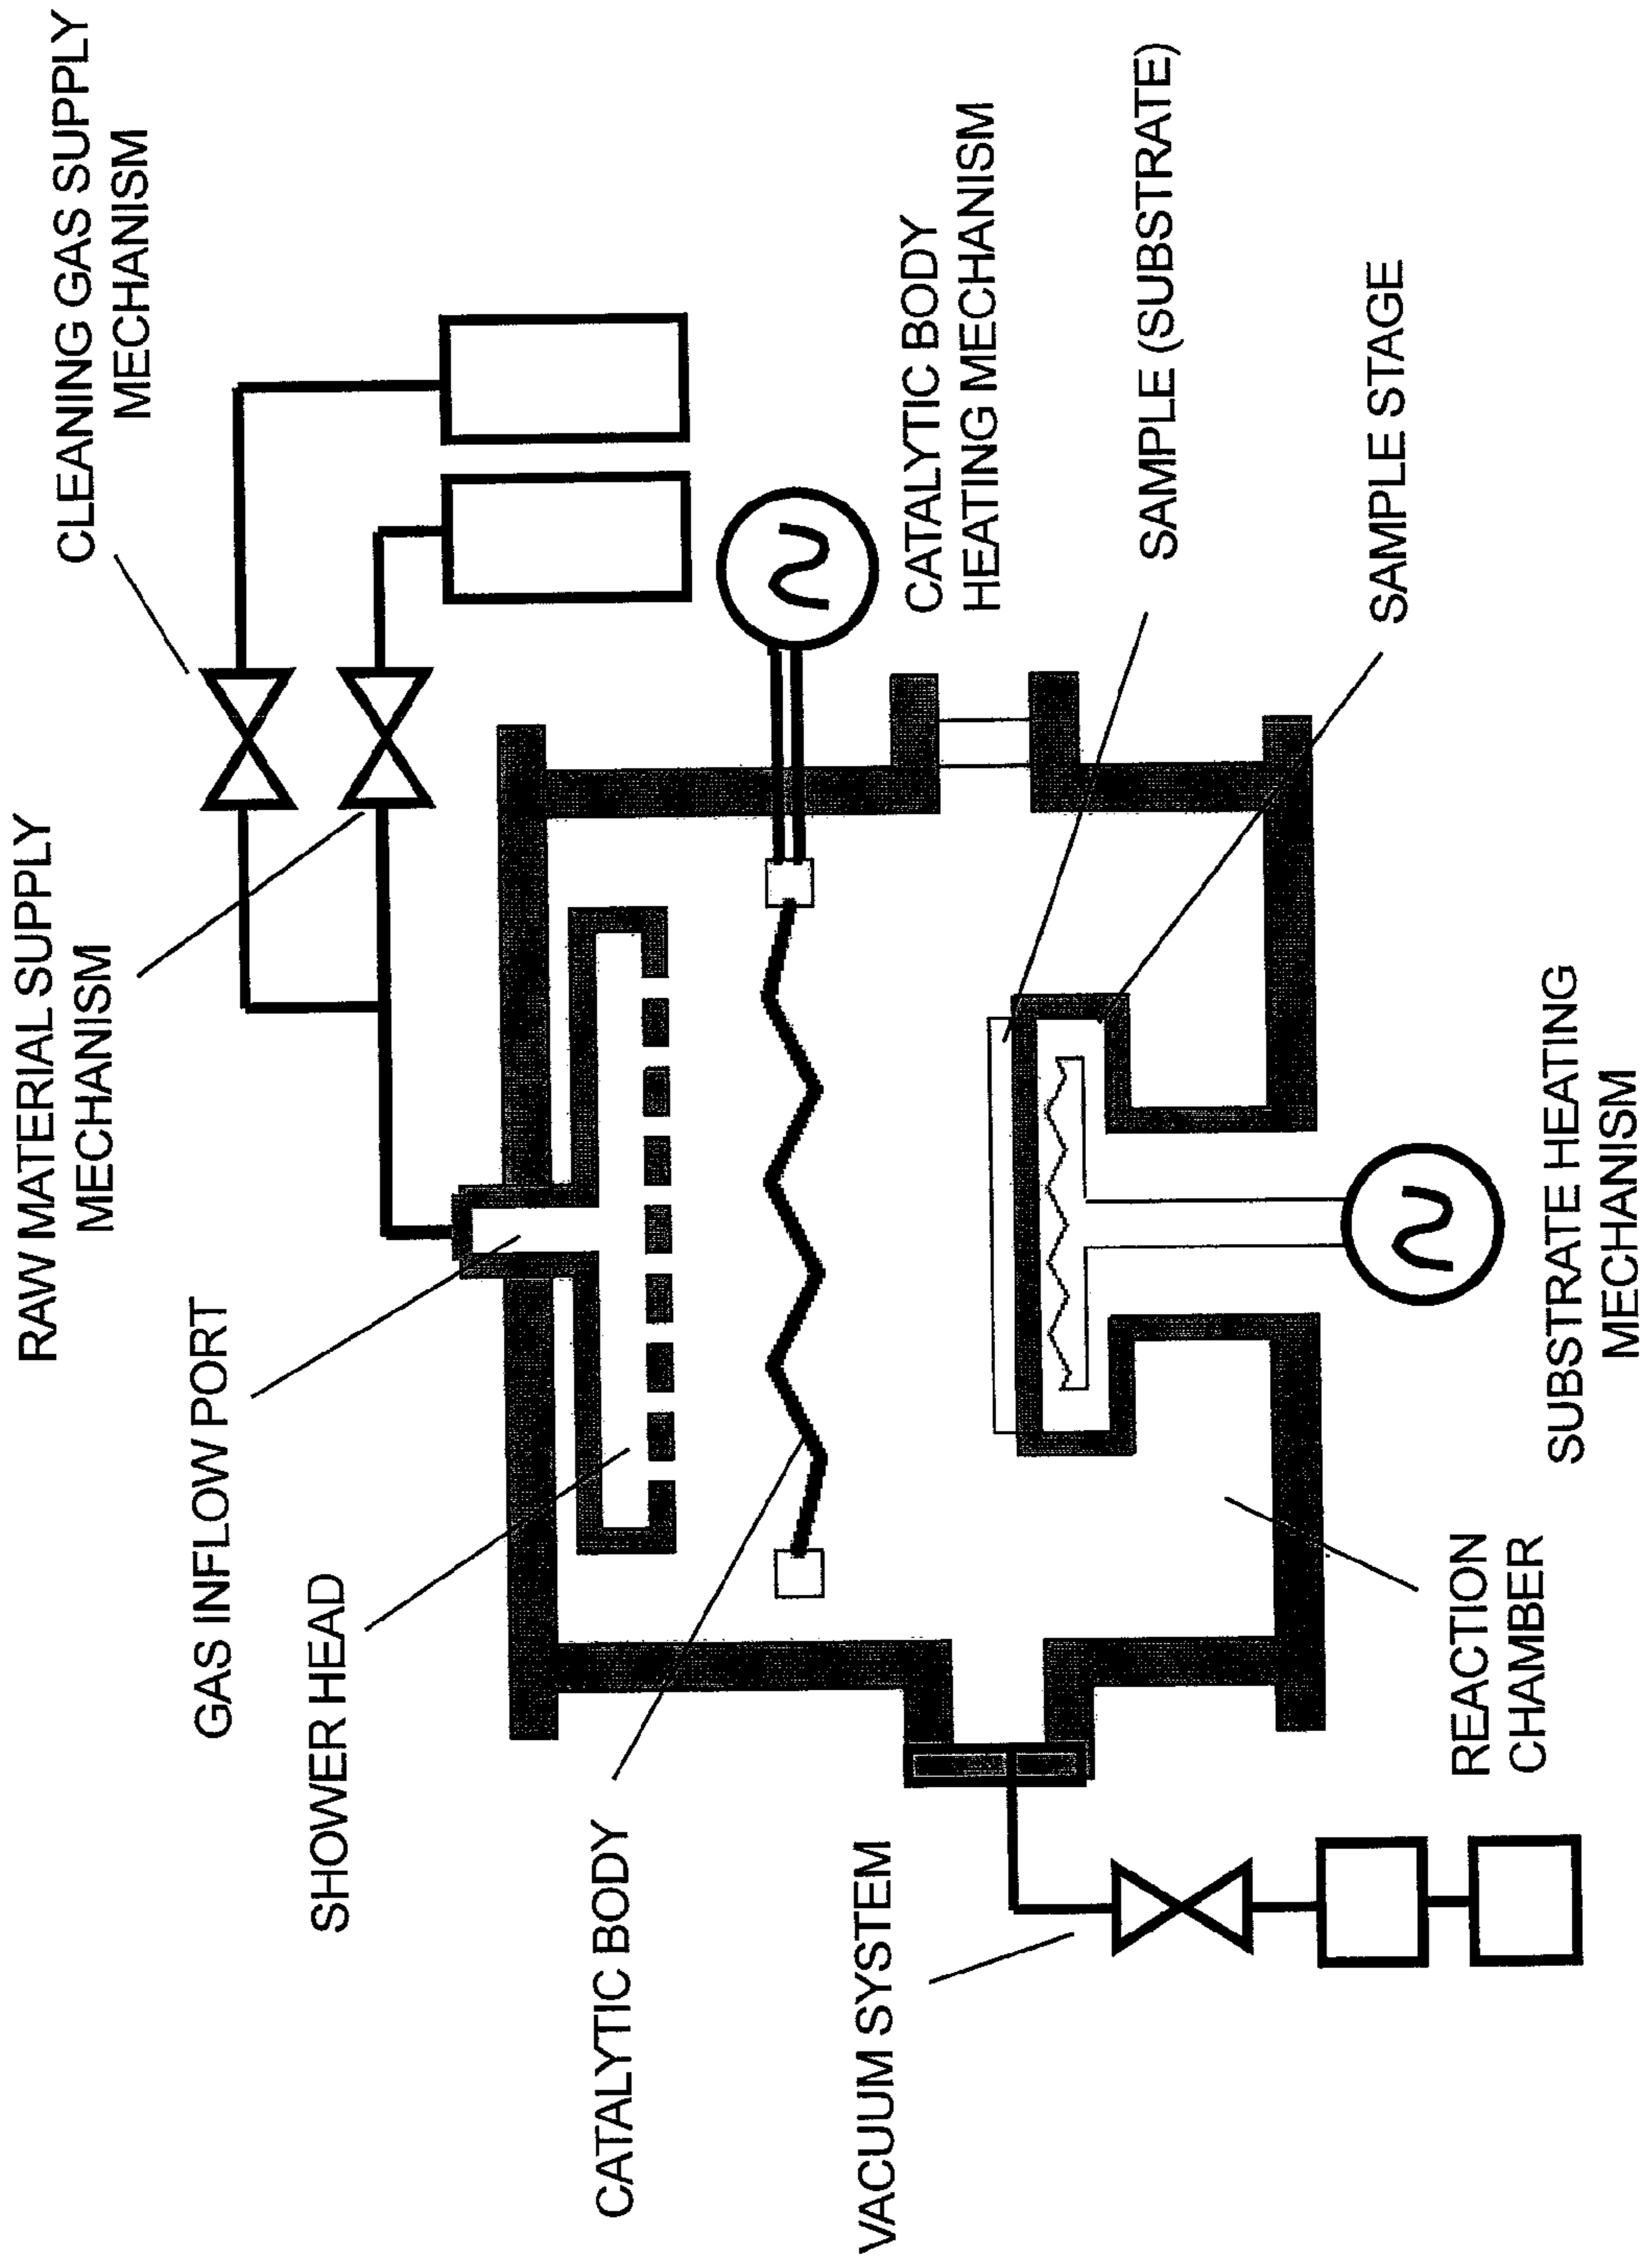 RAW MATERIAL SUPPLY
MECHANISM
CLEANING GAS SUPPLY
MECHANISM
GAS INFLOW PORT
SHOWER HEAD
CATALYTIC BODY
VACUUM SYSTEM
CATALYTIC BODY
HEATING MECHANISM
SAMPLE (SUBSTRATE)
SAMPLE STAGE
REACTION
CHAMBER
SUBSTRATE HEATING
MECHANISM